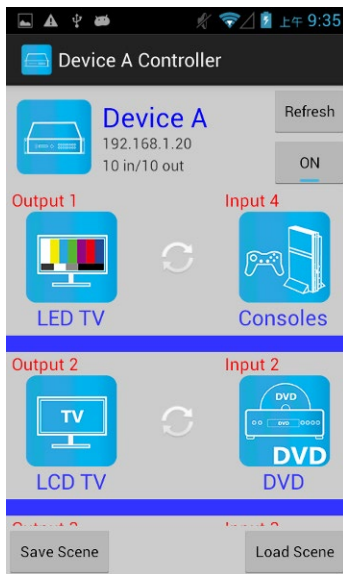 上午 9:35
Device A Controller
Device A
192.168.1.20
10 in/10 out
Refresh
ON
Output 1
Input 4
LED TV
Consoles
Output 2
Input 2
TV
DVD
DVD
LCD TV
DVD
Save Scene
Load Scene